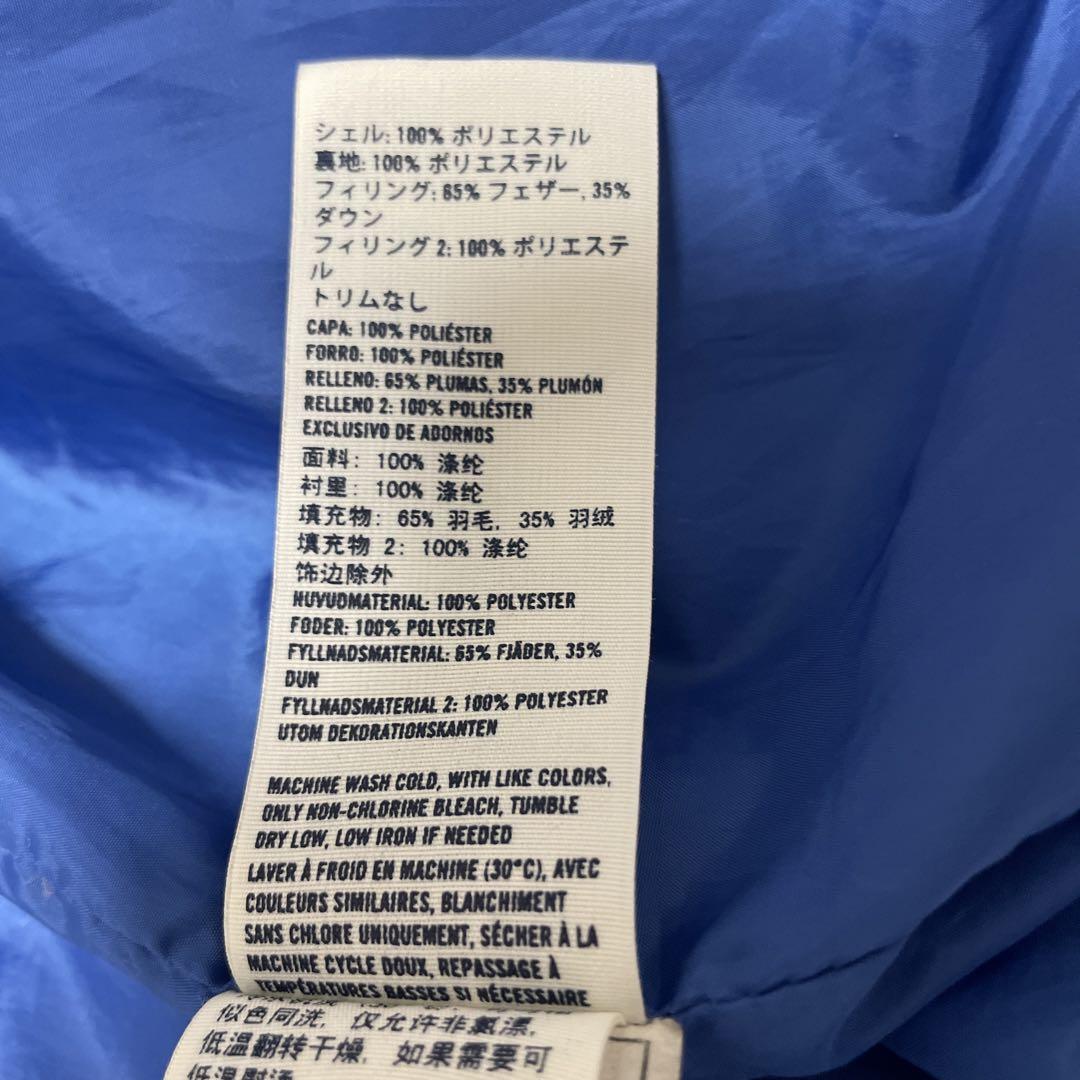 シェル: 100% ポリエステル
裏地: 100% ポリエステル
フィリング: 65% フェザー, 35%
ダウン
フィリング 2: 100% ポリエステ
ル
トリムなし
CAPA: 100% POLIÉSTER
FORRO: 100% POLIÉSTER
RELLENO: 65% PLUMAS, 35% PLUMÓN
RELLENO 2: 100% POLIÉSTER
EXCLUSIVO DE ADORNOS
面料: 100% 涤纶
衬里: 100% 涤纶
填充物: 65% 羽毛, 35% 羽绒
填充物 2: 100% 涤纶
饰边除外
HUVUDMATERIAL: 100% POLYESTER
FODER: 100% POLYESTER
FYLLNADSMATERIAL: 65% FJÄDER, 35%
DUN
FYLLNADSMATERIAL 2: 100% POLYESTER
UTOM DEKORATIONSKANTEN
MACHINE WASH COLD, WITH LIKE COLORS,
ONLY NON-CHLORINE BLEACH, TUMBLE
DRY LOW, LOW IRON IF NEEDED
LAVER À FROID EN MACHINE (30°C), AVEC
COULEURS SIMILAIRES, BLANCHIMENT
SANS CHLORE UNIQUEMENT, SÉCHER À LA
MACHINE CYCLE DOUX, REPASSAGE À
TEMPÉRATURES BASSES SI NÉCESSAIRE
似色同洗, 仅允许非氯漂,
低温翻转干燥, 如果需要可
低温熨烫